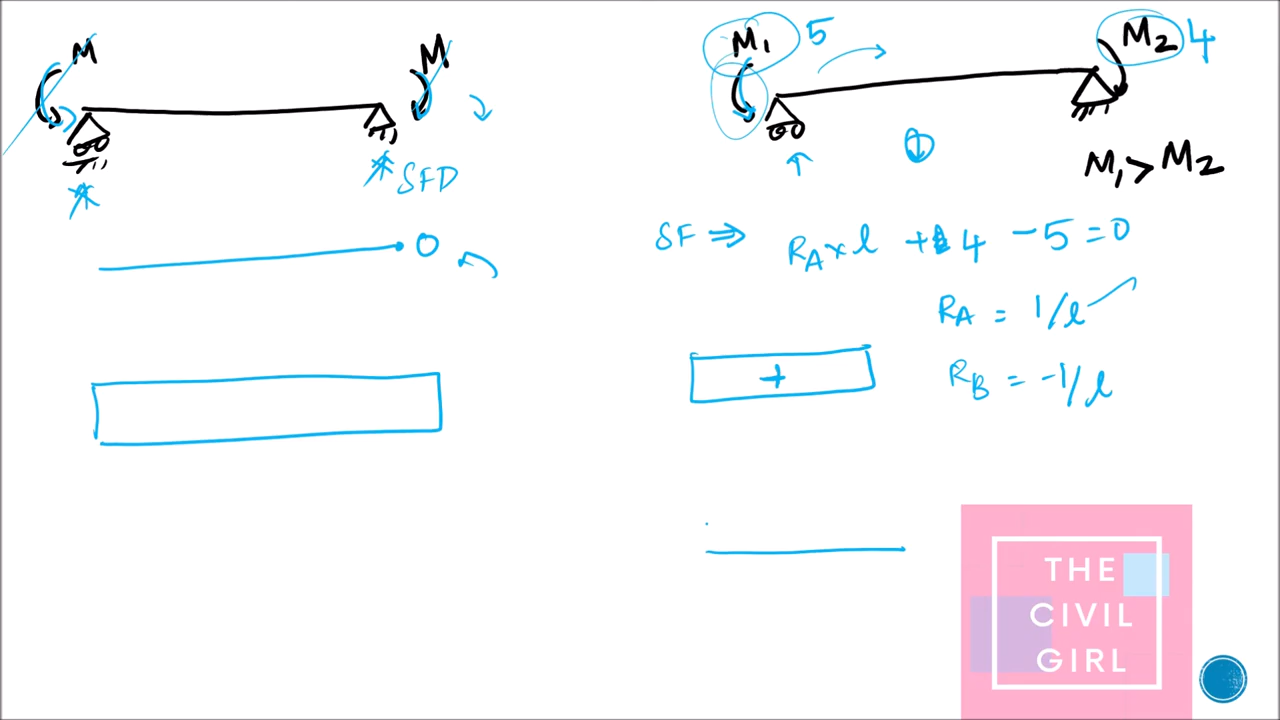 M
M
SFD
0
M1 5
M2 4
M1 > M2
SF ⇒ RA × l + 4 - 5 = 0
RA = 1/l
RB = -1/l
+
THE
CIVIL
GIRL